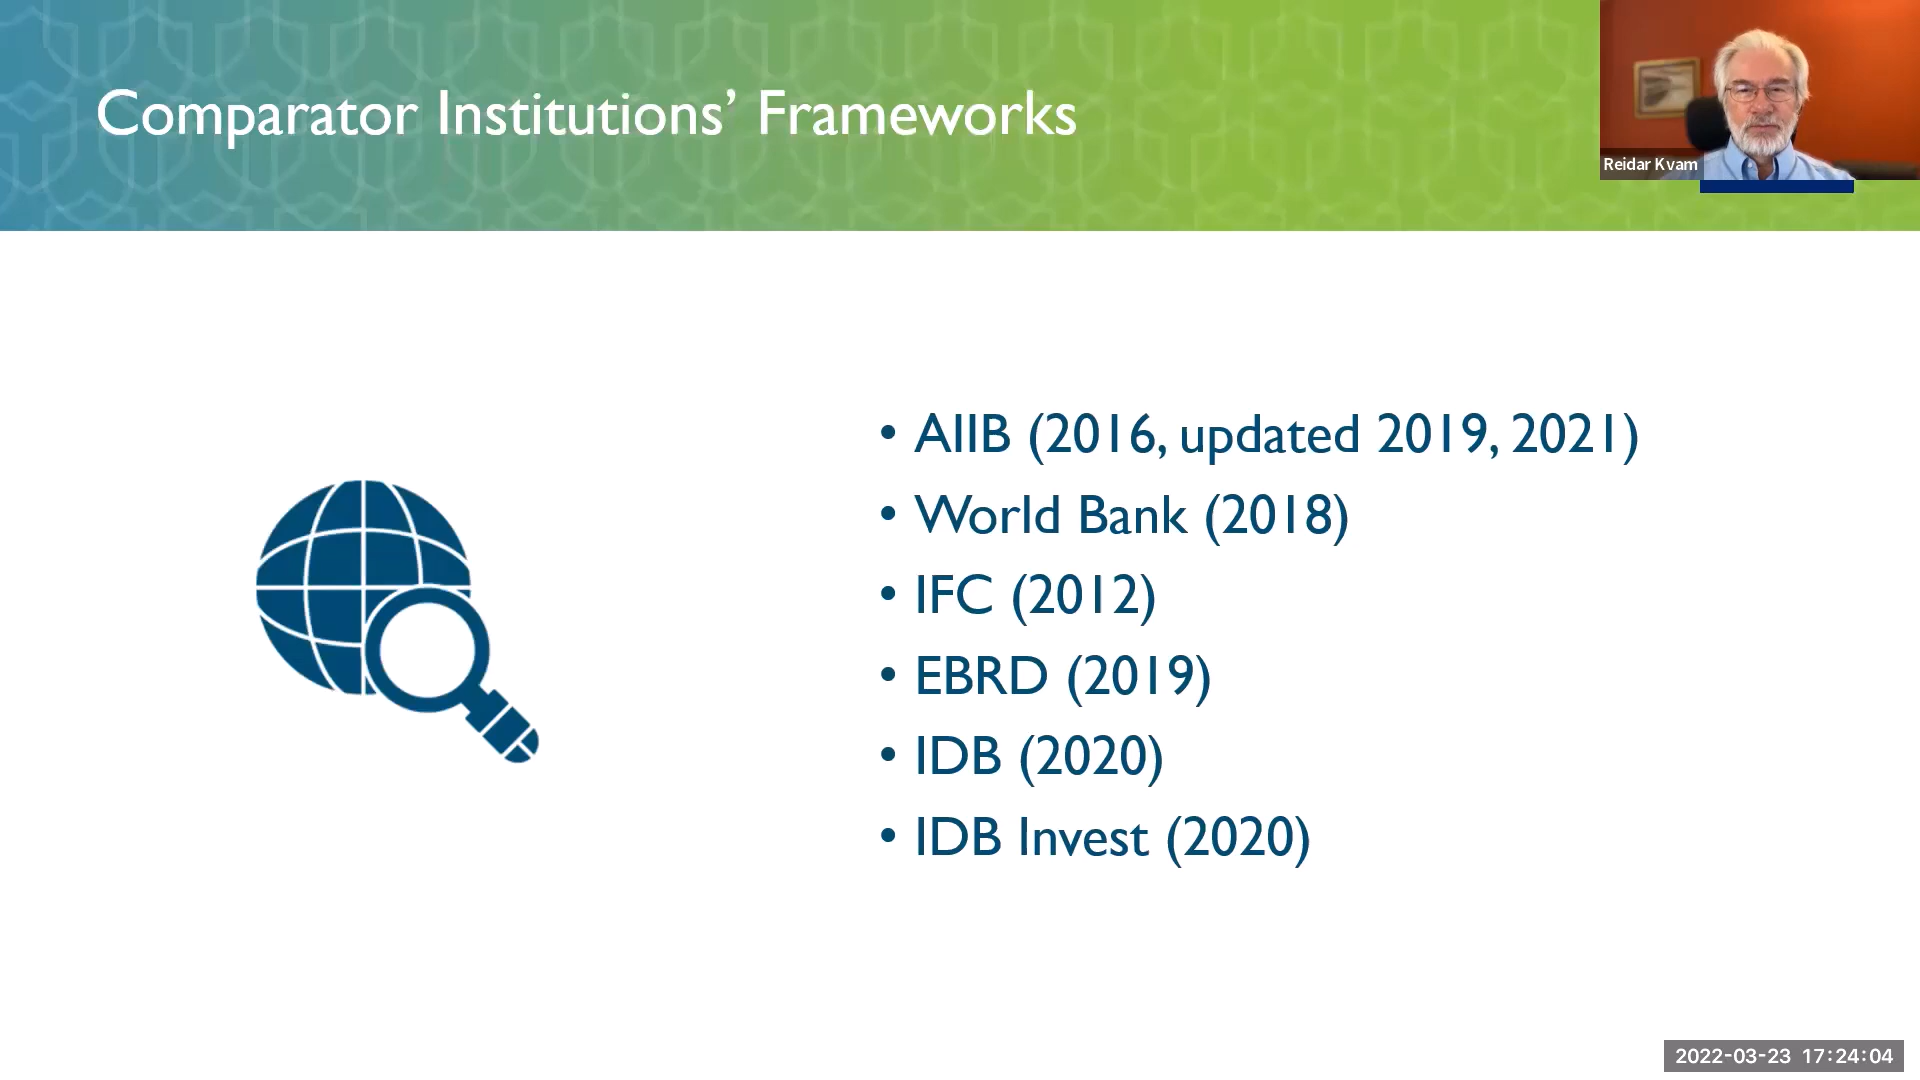 Comparator Institutions’ Frameworks
Reidar Kvam
• AIIB (2016, updated 2019, 2021)
• World Bank (2018)
• IFC (2012)
• EBRD (2019)
• IDB (2020)
• IDB Invest (2020)
2022-03-23 17:24:04